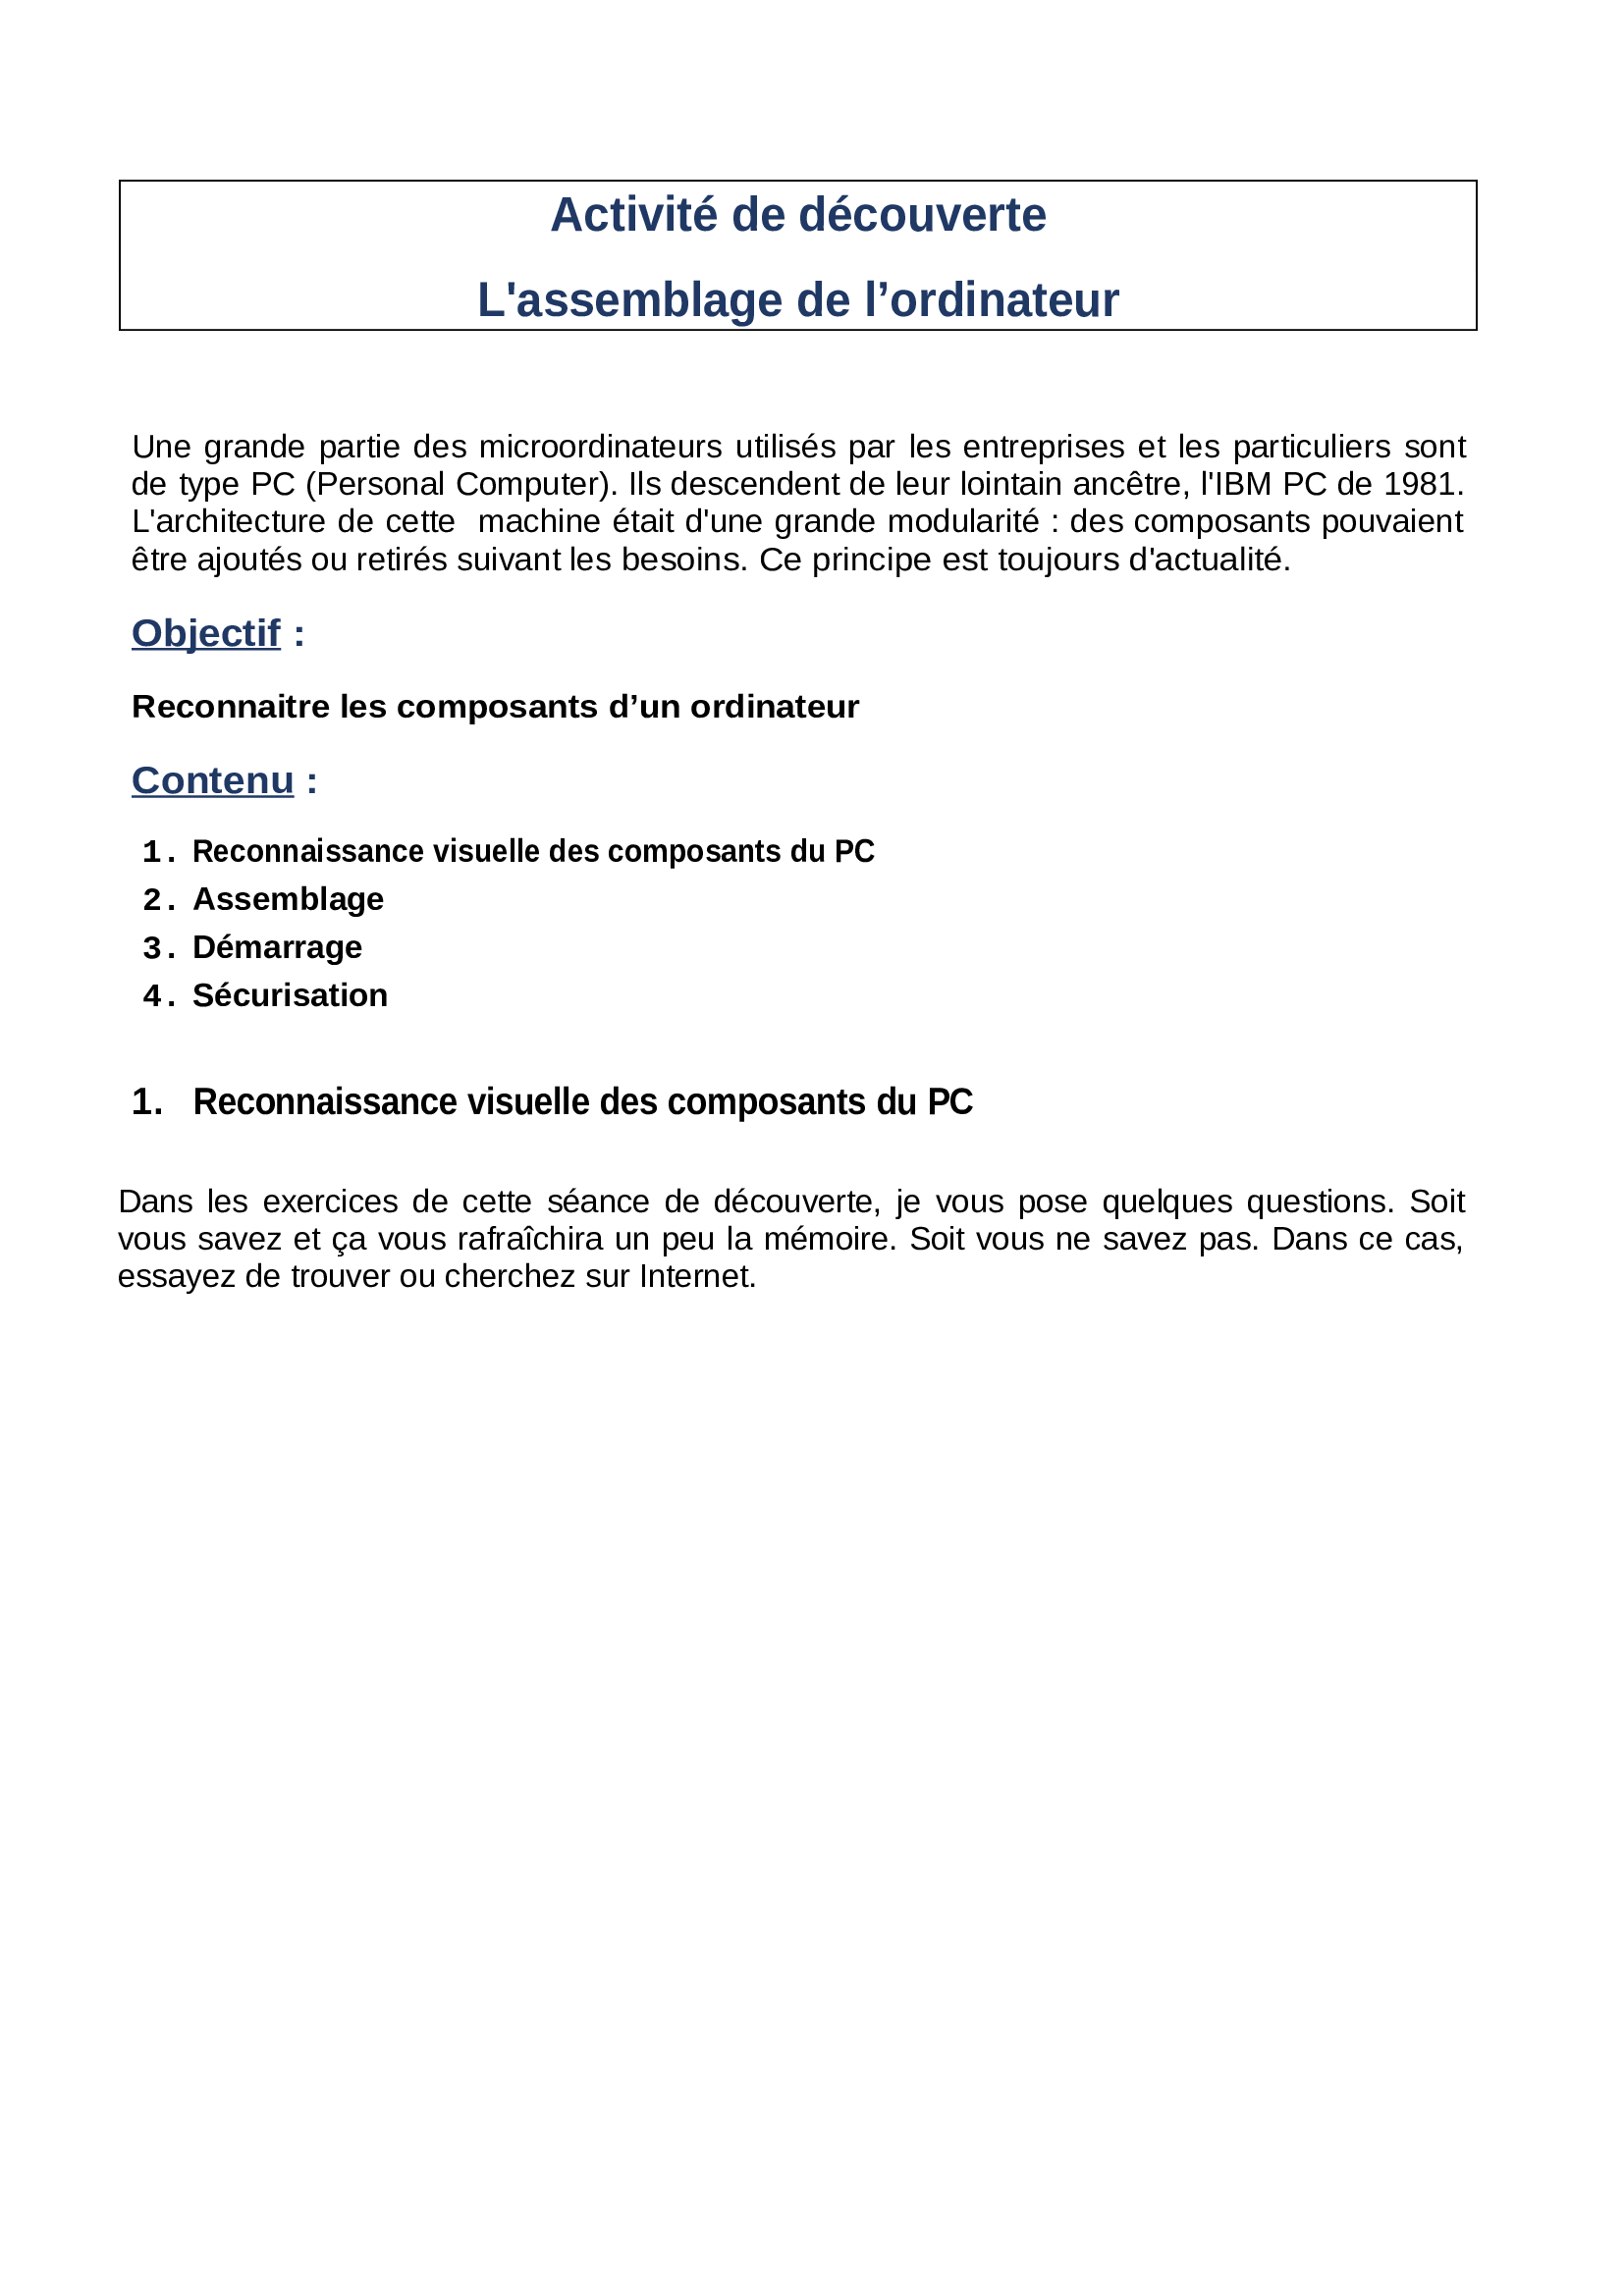 Activité de découverte
L'assemblage de l’ordinateur
Une grande partie des microordinateurs utilisés par les entreprises et les particuliers sont
de type PC (Personal Computer). Ils descendent de leur lointain ancêtre, l'IBM PC de 1981.
L'architecture de cette  machine était d'une grande modularité : des composants pouvaient
être ajoutés ou retirés suivant les besoins. Ce principe est toujours d'actualité.
Objectif :
Reconnaitre les composants d’un ordinateur
Contenu :
1. Reconnaissance visuelle des composants du PC
2. Assemblage
3. Démarrage
4. Sécurisation
1. Reconnaissance visuelle des composants du PC
Dans les exercices de cette séance de découverte, je vous pose quelques questions. Soit
vous savez et ça vous rafraîchira un peu la mémoire. Soit vous ne savez pas. Dans ce cas,
essayez de trouver ou cherchez sur Internet.